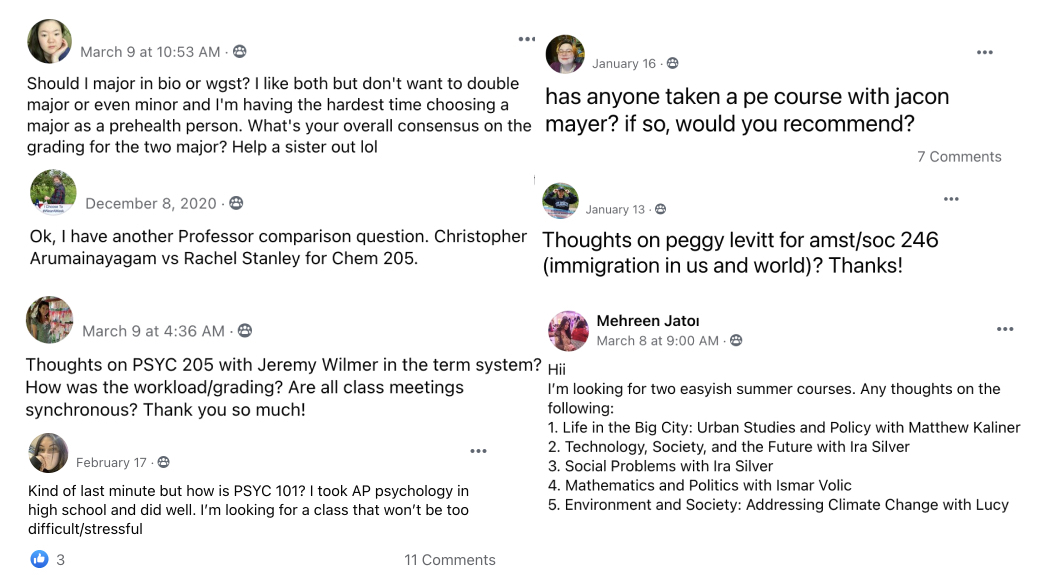 March 9 at 10:53 AM ·
Should I major in bio or wgst? I like both but don't want to double
major or even minor and I'm having the hardest time choosing a
major as a prehealth person. What's your overall consensus on the
grading for the two major? Help a sister out lol
December 8, 2020 ·
Ok, I have another Professor comparison question. Christopher
Arumainayagam vs Rachel Stanley for Chem 205.
March 9 at 4:36 AM ·
Thoughts on PSYC 205 with Jeremy Wilmer in the term system?
How was the workload/grading? Are all class meetings
synchronous? Thank you so much!
February 17 ·
Kind of last minute but how is PSYC 101? I took AP psychology in
high school and did well. I'm looking for a class that won't be too
difficult/stressful
3
11 Comments
January 16 ·
has anyone taken a pe course with jacon
mayer? if so, would you recommend?
7 Comments
January 13 ·
Thoughts on peggy levitt for amst/soc 246
(immigration in us and world)? Thanks!
Mehreen
March 8 at 9:00 AM ·
Hii
I'm looking for two easyish summer courses. Any thoughts on the
following:
1. Life in the Big City: Urban Studies and Policy with Matthew Kaliner
2. Technology, Society, and the Future with Ira Silver
3. Social Problems with Ira Silver
4. Mathematics and Politics with Ismar Volic
5. Environment and Society: Addressing Climate Change with Lucy